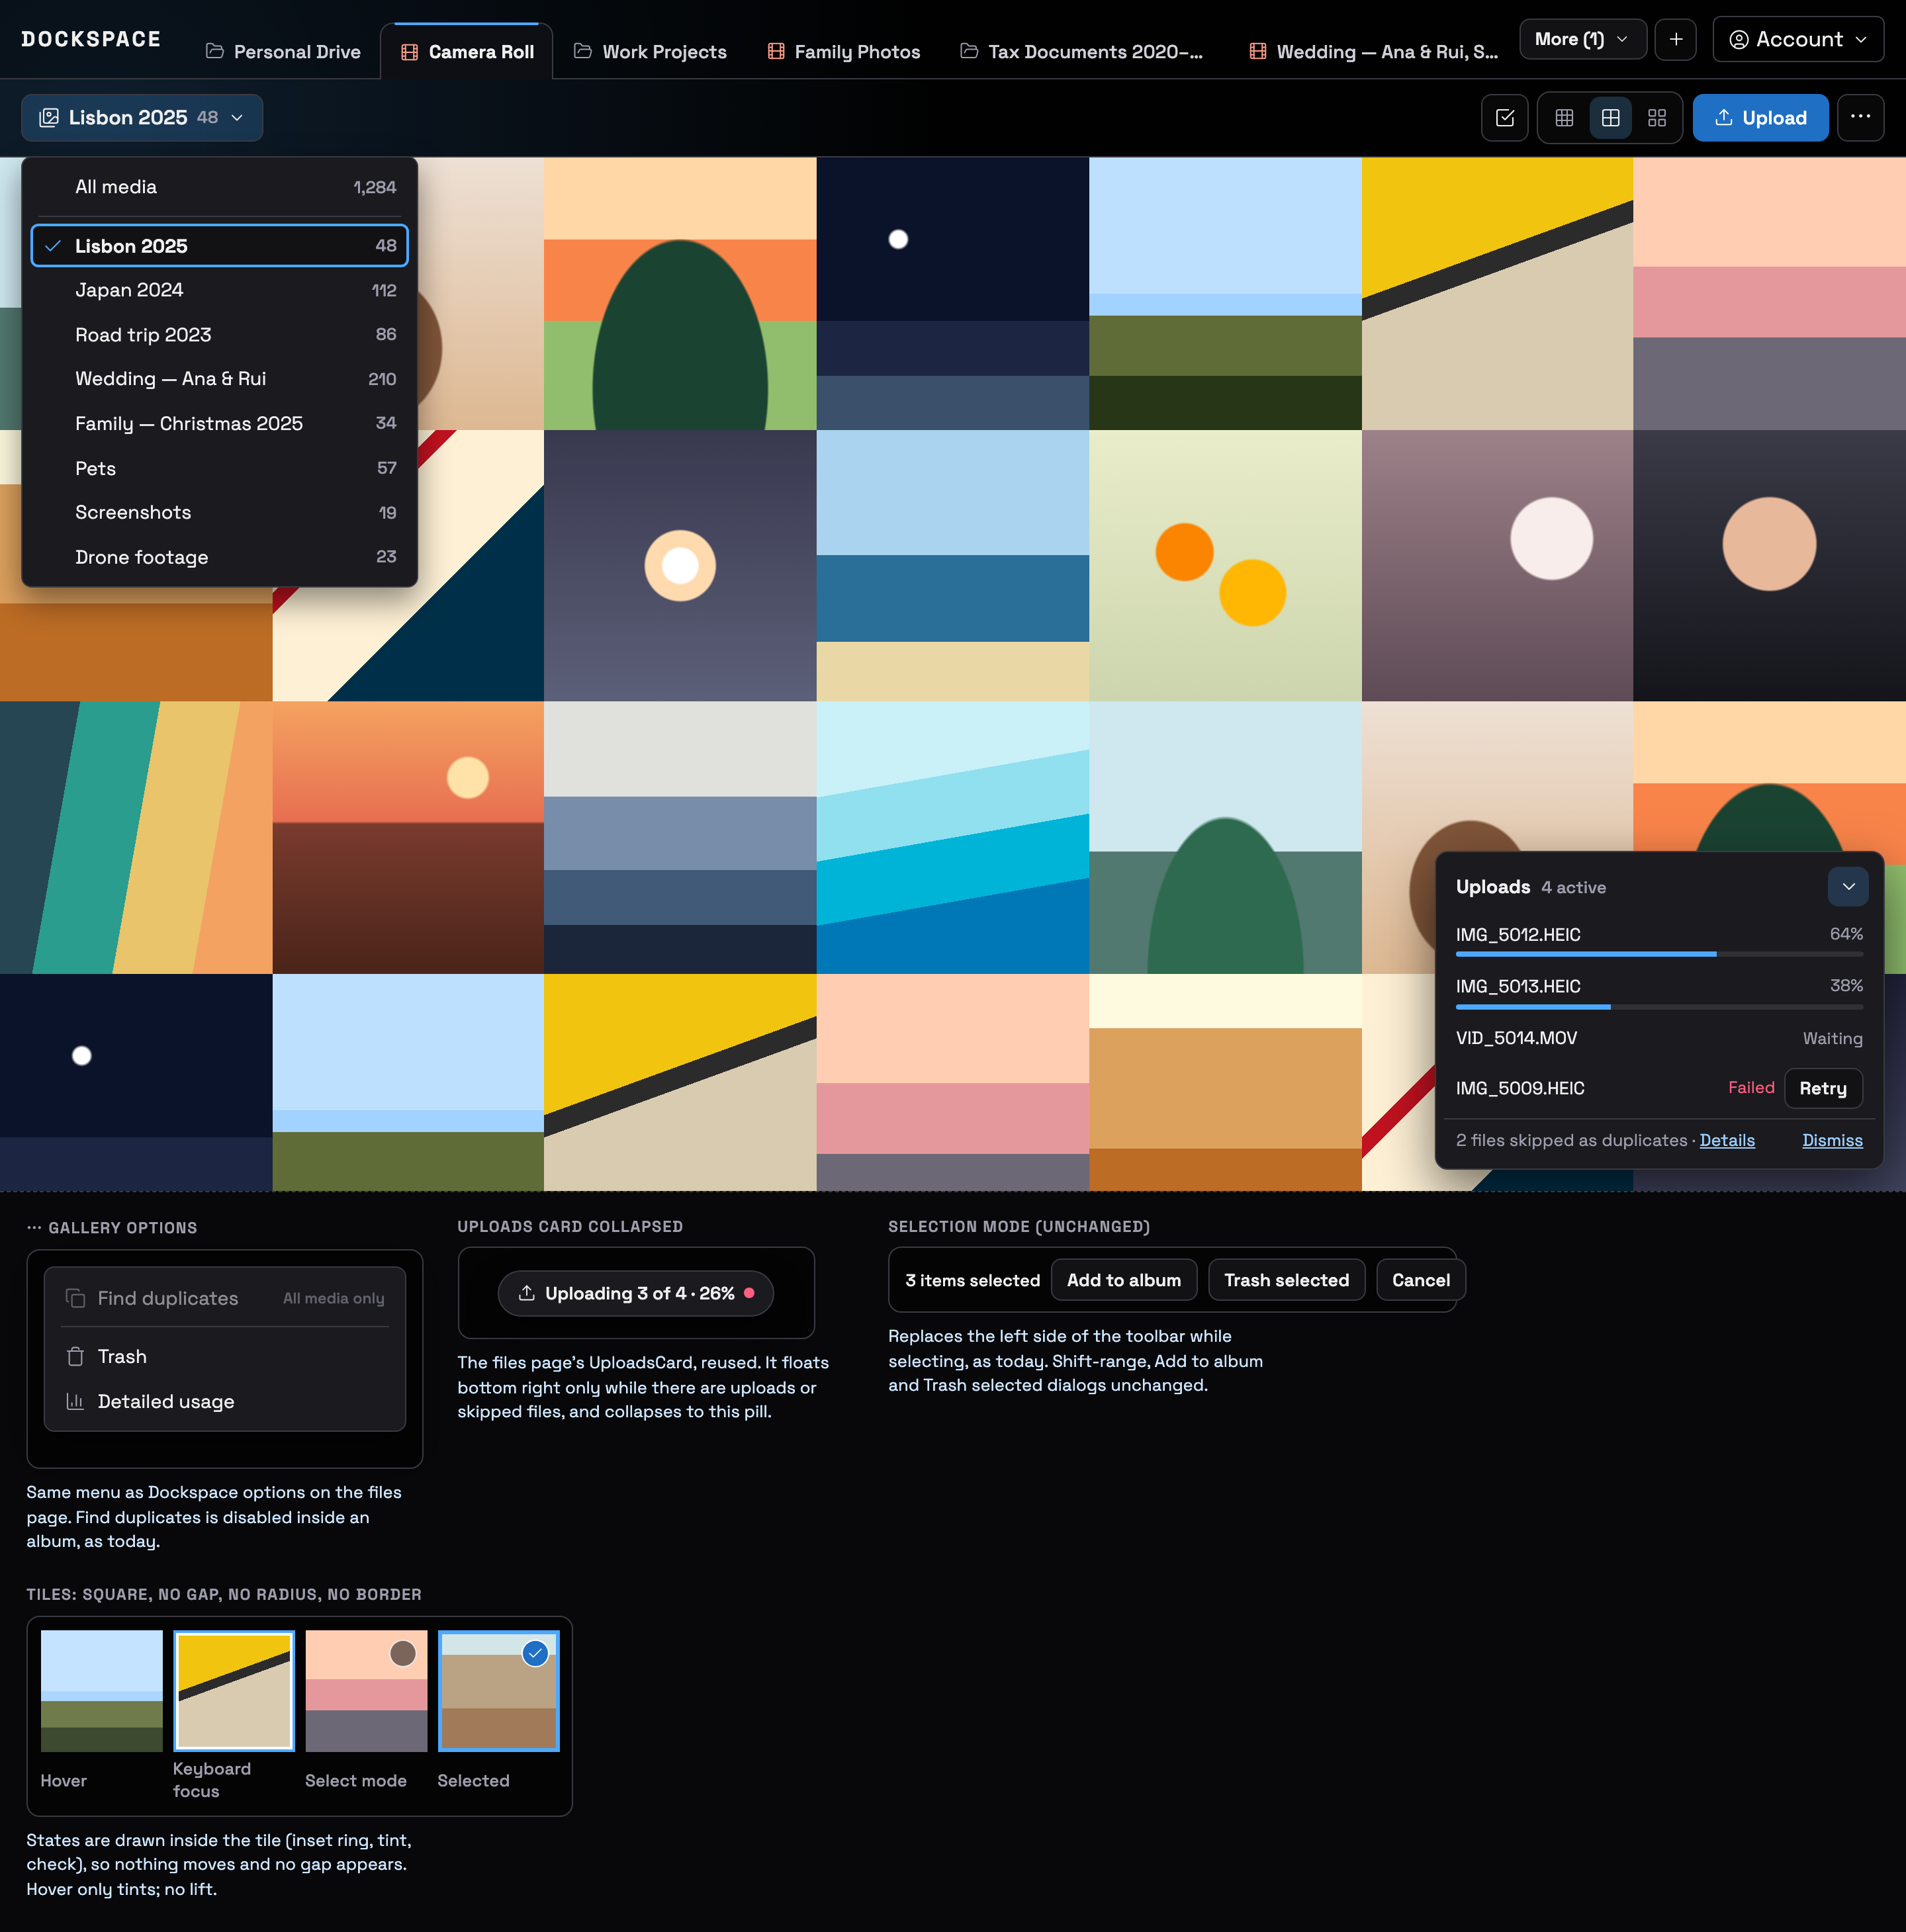 DOCKSPACE
Personal Drive
Camera Roll
Work Projects
Family Photos
Tax Documents 2020–...
Wedding — Ana & Rui, S...
More (1)
Account
Lisbon 2025 48
Upload
All media 1,284
Lisbon 2025 48
Japan 2024 112
Road trip 2023 86
Wedding — Ana & Rui 210
Family — Christmas 2025 34
Pets 57
Screenshots 19
Drone footage 23
Uploads 4 active
IMG_5012.HEIC 64%
IMG_5013.HEIC 38%
VID_5014.MOV Waiting
IMG_5009.HEIC Failed Retry
2 files skipped as duplicates · Details Dismiss
··· GALLERY OPTIONS
Find duplicates All media only
Trash
Detailed usage
Same menu as Dockspace options on the files
page. Find duplicates is disabled inside an
album, as today.
UPLOADS CARD COLLAPSED
Uploading 3 of 4 · 26%
The files page’s UploadsCard, reused. It floats
bottom right only while there are uploads or
skipped files, and collapses to this pill.
SELECTION MODE (UNCHANGED)
3 items selected Add to album Trash selected Cancel
Replaces the left side of the toolbar while
selecting, as today. Shift-range, Add to album
and Trash selected dialogs unchanged.
TILES: SQUARE, NO GAP, NO RADIUS, NO BORDER
Hover
Keyboard
focus
Select mode
Selected
States are drawn inside the tile (inset ring, tint,
check), so nothing moves and no gap appears.
Hover only tints; no lift.